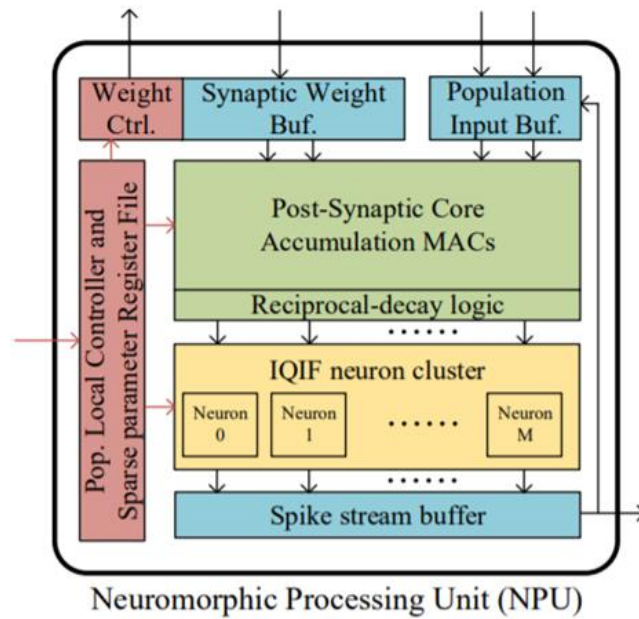 Weight
Ctrl.
Synaptic Weight
Buf.
Population
Input Buf.
Pop. Local Controller and
Sparse parameter Register File
Post-Synaptic Core
Accumulation MACs
Reciprocal-decay logic
......
IQIF neuron cluster
Neuron
0
Neuron
1
......
Neuron
M
......
Spike stream buffer
Neuromorphic Processing Unit (NPU)